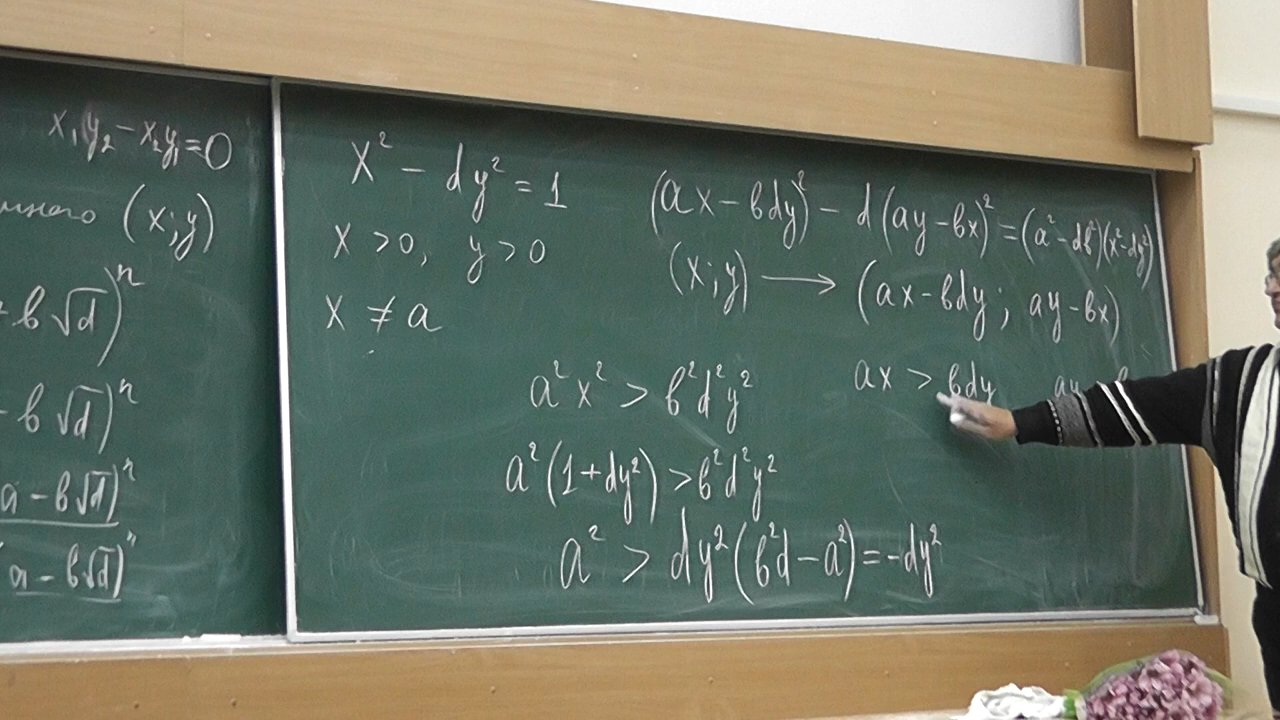 x₁y₂ − x₂y₁ = 0
(x; y)
b√d)ⁿ
− b√d)ⁿ
a − b√d)ⁿ
a − b√d)ⁿ
x² − dy² = 1
x > 0, y > 0
x ≠ a
(ax − bdy)² − d(ay − bx)² = (a² − db²)(x² − dy²)
(x; y) ⟶ (ax − bdy; ay − bx)
ax > bdy ay
a²x² > b²d²y²
a²(1 + dy²) > b²d²y²
a² > dy²(b²d − a²) = −dy²